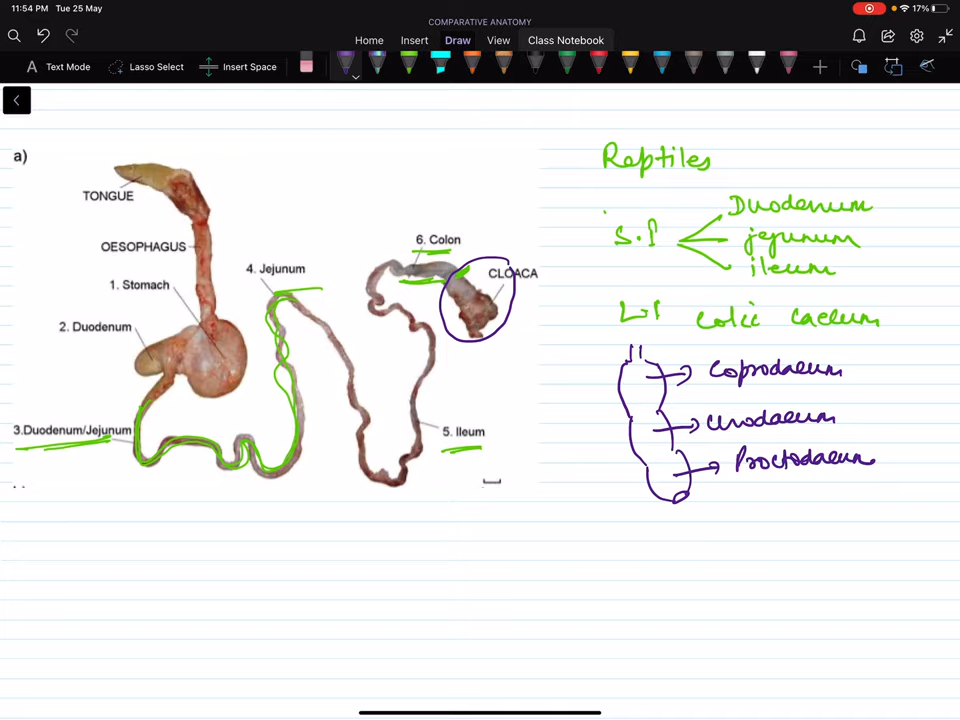 11:54 PM Tue 25 May
17%
COMPARATIVE ANATOMY
Home Insert Draw View Class Notebook
A Text Mode Lasso Select Insert Space
a)
TONGUE
OESOPHAGUS
1. Stomach
2. Duodenum
3.Duodenum/Jejunum
4. Jejunum
5. Ileum
6. Colon
CLOACA
Reptiles
S.I
Duodenum
jejunum
ileum
L.I colic caecum
Coprodaeum
Urodaeum
Proctodaeum